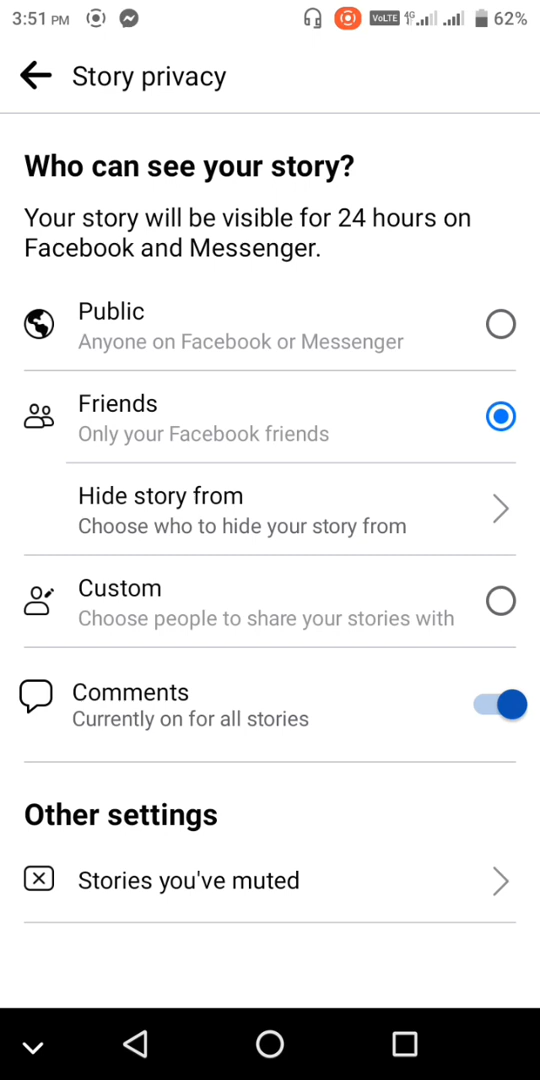 3:51 PM VoLTE 4G 62%
Story privacy
Who can see your story?
Your story will be visible for 24 hours on
Facebook and Messenger.
Public
Anyone on Facebook or Messenger
Friends
Only your Facebook friends
Hide story from
Choose who to hide your story from
Custom
Choose people to share your stories with
Comments
Currently on for all stories
Other settings
Stories you've muted